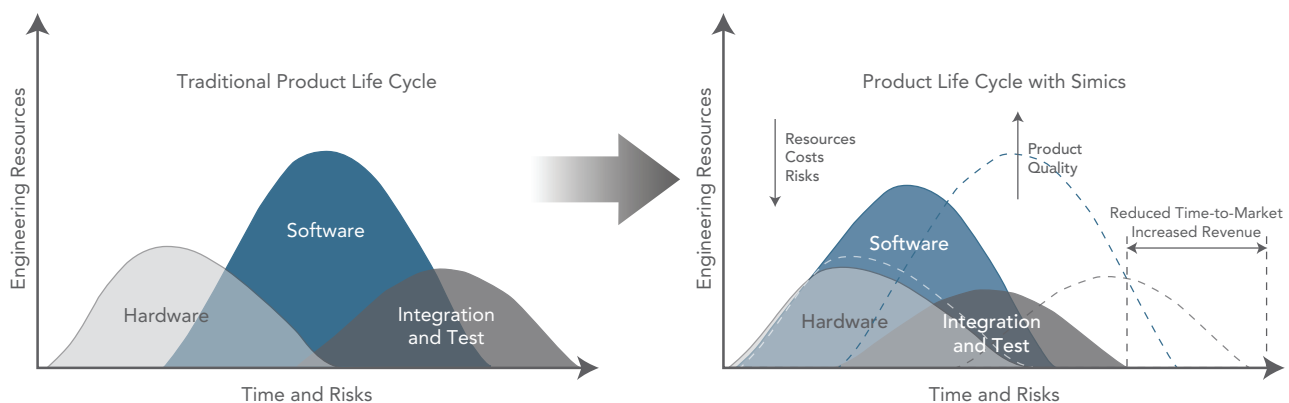 Traditional Product Life Cycle
Engineering Resources
Software
Hardware
Integration
and Test
Time and Risks
Product Life Cycle with Simics
Engineering Resources
Resources
Costs
Risks
Product
Quality
Reduced Time-to-Market
Increased Revenue
Software
Hardware
Integration
and Test
Time and Risks